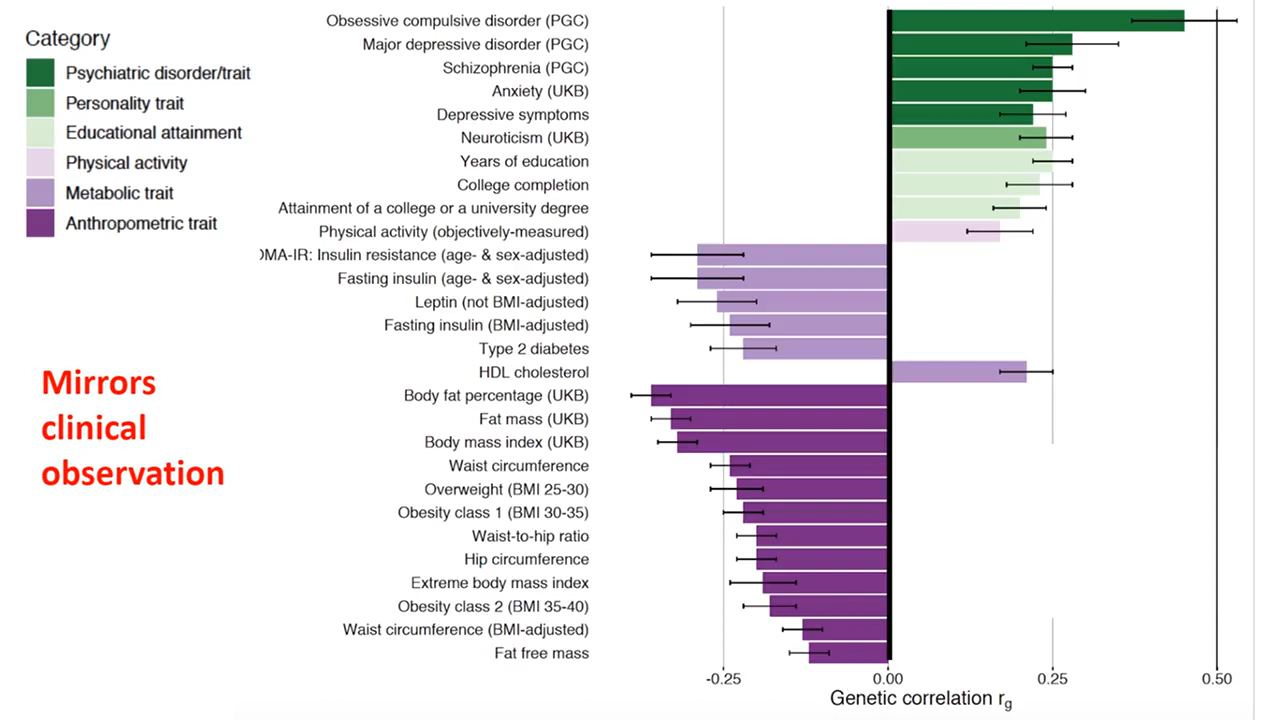 Category
Psychiatric disorder/trait
Personality trait
Educational attainment
Physical activity
Metabolic trait
Anthropometric trait
Mirrors
clinical
observation
Obsessive compulsive disorder (PGC)
Major depressive disorder (PGC)
Schizophrenia (PGC)
Anxiety (UKB)
Depressive symptoms
Neuroticism (UKB)
Years of education
College completion
Attainment of a college or a university degree
Physical activity (objectively-measured)
MA-IR: Insulin resistance (age- & sex-adjusted)
Fasting insulin (age- & sex-adjusted)
Leptin (not BMI-adjusted)
Fasting insulin (BMI-adjusted)
Type 2 diabetes
HDL cholesterol
Body fat percentage (UKB)
Fat mass (UKB)
Body mass index (UKB)
Waist circumference
Overweight (BMI 25-30)
Obesity class 1 (BMI 30-35)
Waist-to-hip ratio
Hip circumference
Extreme body mass index
Obesity class 2 (BMI 35-40)
Waist circumference (BMI-adjusted)
Fat free mass
-0.25 0.00 0.25 0.50
Genetic correlation rg